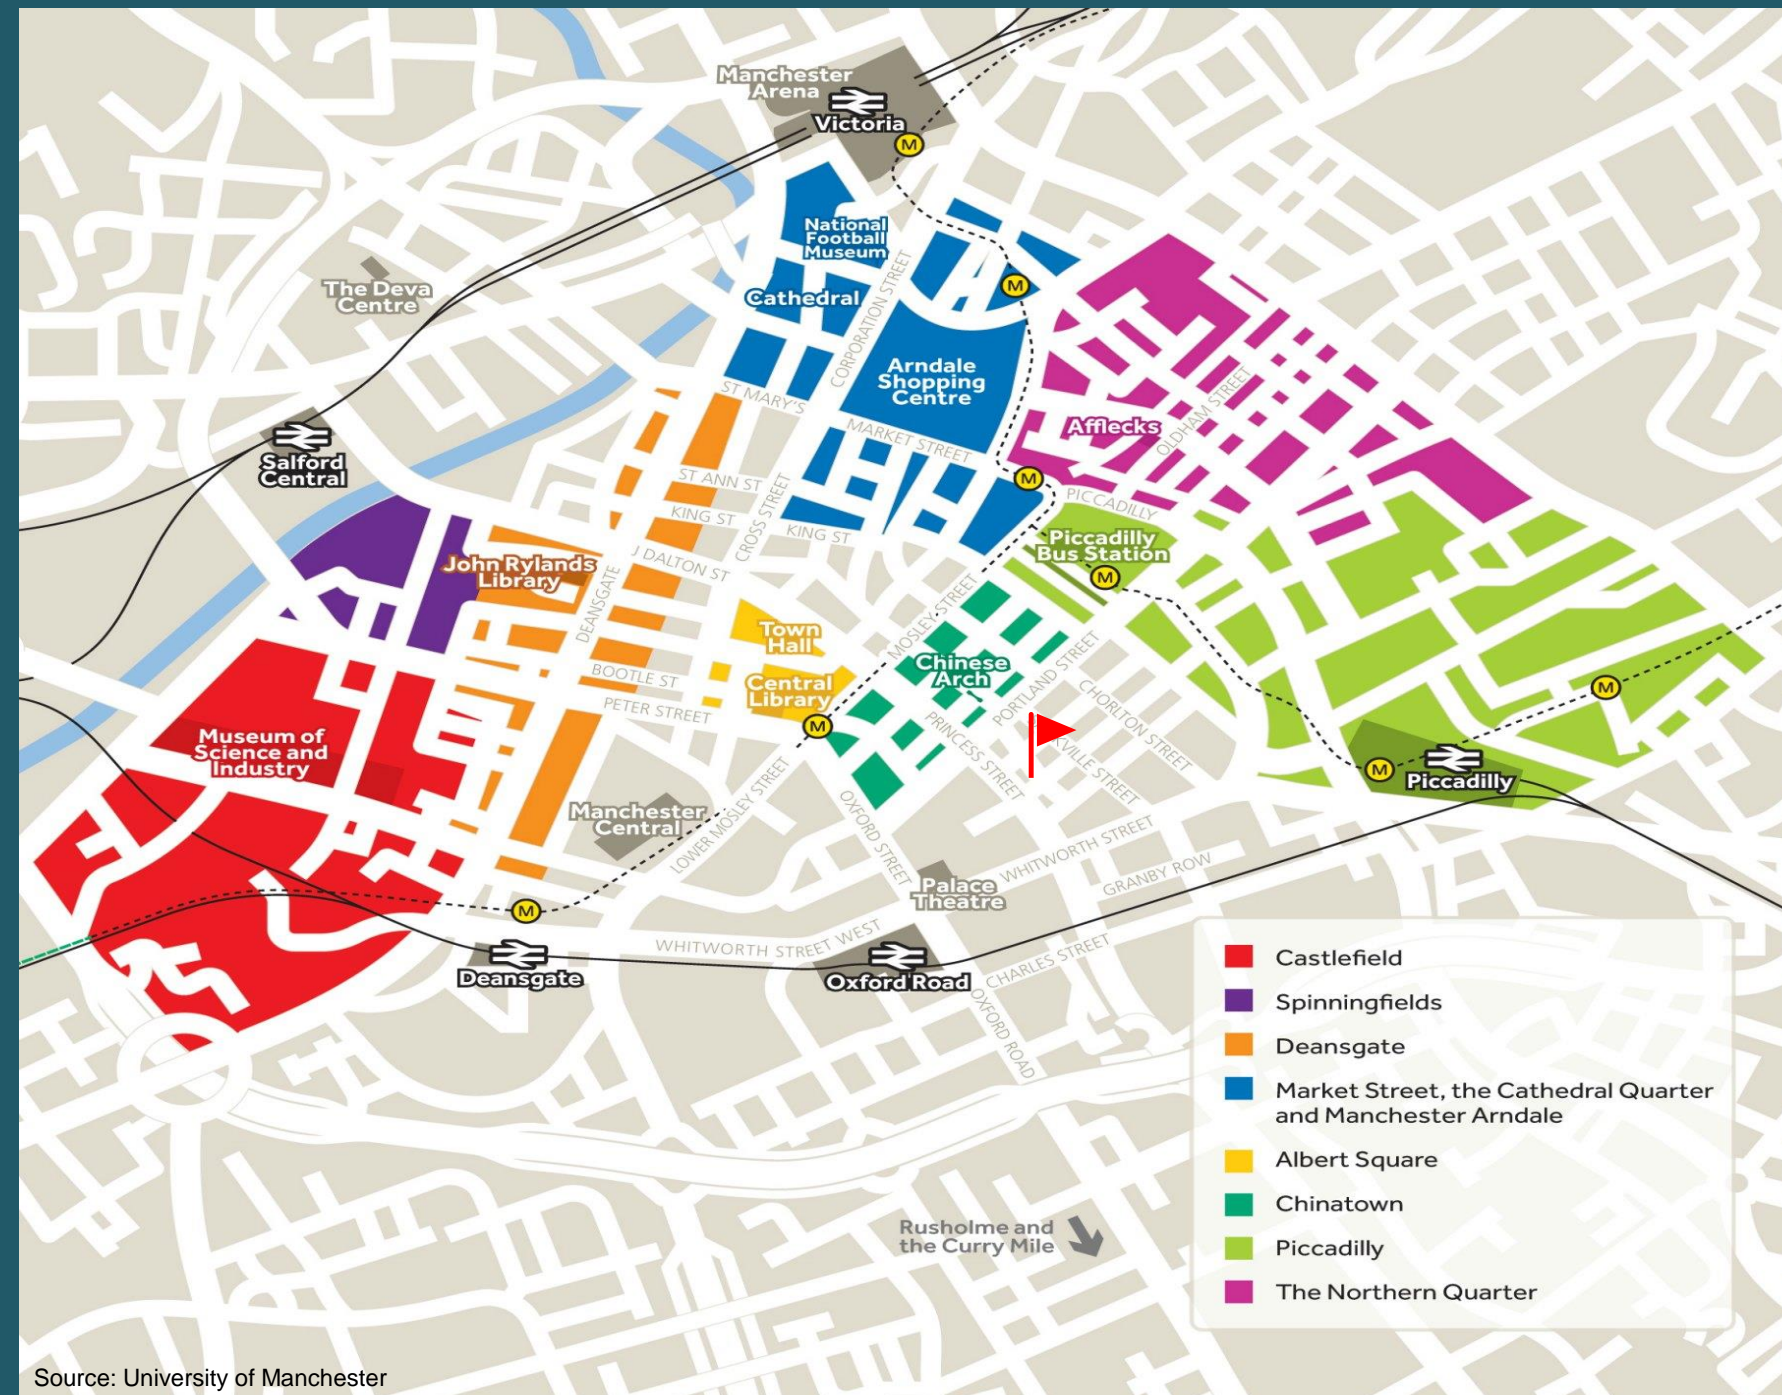 Manchester
Arena
Victoria
M
National
Football
Museum
CORPORATION STREET
The Deva
Centre
M
Cathedral
Arndale
Shopping
Centre
ST MARY'S
OLDHAM STREET
Afflecks
MARKET STREET
Salford
Central
ST ANN ST
M
PICCADILLY
KING ST
CROSS STREET
KING ST
Piccadilly
Bus Station
M
John Rylands
Library
J DALTON ST
DEANSGATE
MOSLEY STREET
Town
Hall
Chinese
Arch
BOOTLE ST
Central
Library
PORTLAND STREET
CHORLTON STREET
M
PETER STREET
M
PRINCESS STREET
KVILLE STREET
Museum of
Science and
Industry
M
Piccadilly
Manchester
Central
LOWER MOSLEY STREET
OXFORD STREET
WHITWORTH STREET
GRANBY ROW
Palace
Theatre
M
Deansgate
WHITWORTH STREET WEST
Oxford Road
CHARLES STREET
OXFORD ROAD
Castlefield
Spinningfields
Deansgate
Market Street, the Cathedral Quarter
and Manchester Arndale
Albert Square
Chinatown
Piccadilly
The Northern Quarter
Rusholme and
the Curry Mile
Source: University of Manchester